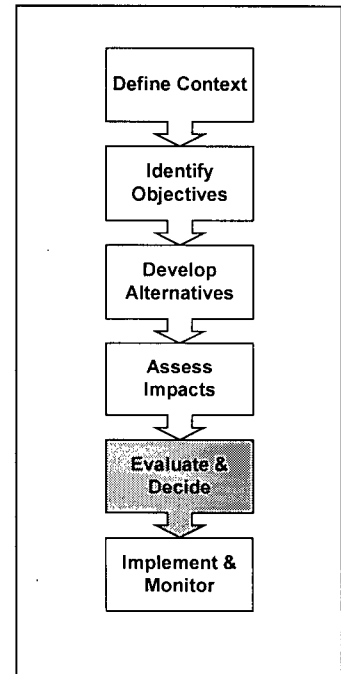 Define Context
Identify
Objectives
Develop
Alternatives
Assess
Impacts
Evaluate &
Decide
Implement &
Monitor